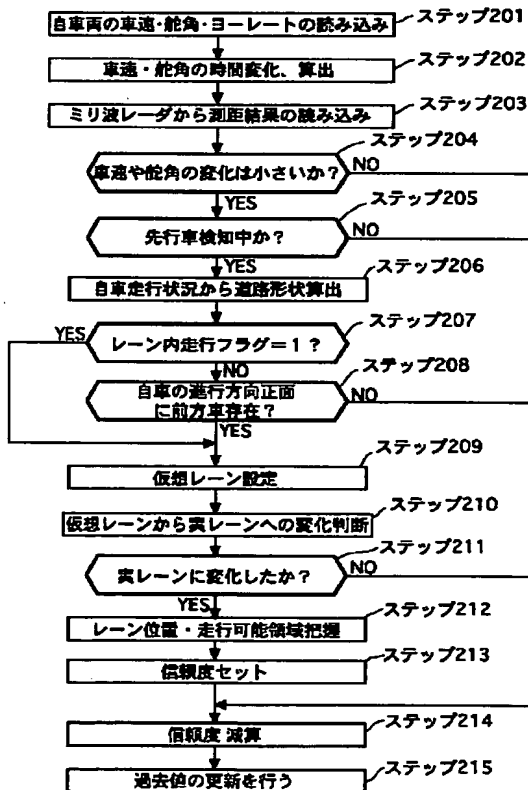 ステップ201
自車両の車速・舵角・ヨーレートの読み込み
ステップ202
車速・舵角の時間変化、算出
ステップ203
ミリ波レーダから測距結果の読み込み
ステップ204
車速や舵角の変化は小さいか？
NO
YES
ステップ205
先行車検知中か？
NO
YES
ステップ206
自車走行状況から道路形状算出
ステップ207
YES
レーン内走行フラグ＝１？
NO
ステップ208
自車の進行方向正面
に前方車存在？
NO
YES
ステップ209
仮想レーン設定
ステップ210
仮想レーンから実レーンへの変化判断
ステップ211
実レーンに変化したか？
NO
YES
ステップ212
レーン位置・走行可能領域把握
ステップ213
信頼度セット
ステップ214
信頼度 減算
ステップ215
過去値の更新を行う